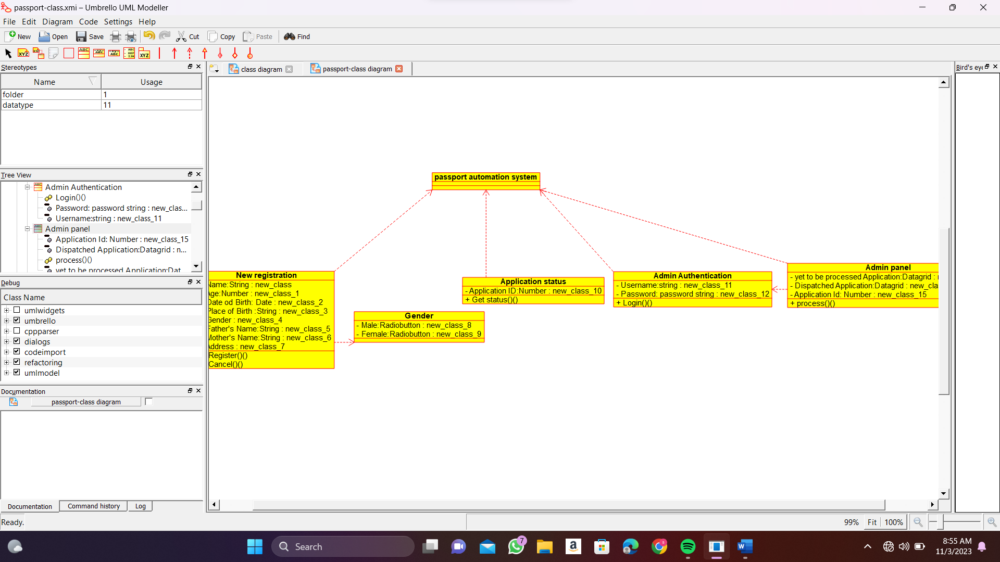 passport-class.xmi – Umbrello UML Modeller
File Edit Diagram Code Settings Help
New Open Save Cut Copy Paste Find
XYZ XYZ ABC ABC ABC ABC DEF IJK XYZ
Stereotypes
Name Usage
folder 1
datatype 11
Tree View
Admin Authentication
Login()()
Password: password string : new_clas...
Username:string : new_class_11
Admin panel
Application Id: Number : new_class_15
Dispatched Application:Datagrid : n...
process()()
yet to be processed Application:Dat
Debug
Class Name
umlwidgets
umbrello
cppparser
dialogs
codeimport
refactoring
umlmodel
Documentation
passport-class diagram
Documentation Command history Log
class diagram passport-class diagram
passport automation system
New registration
Name:String : new_class
Age:Number : new_class_1
Date od Birth: Date : new_class_2
Place of Birth :String : new_class_3
Gender : new_class_4
Father's Name:String : new_class_5
Mother's Name:String : new_class_6
Address : new_class_7
Register()()
Cancel()()
Gender
- Male:Radiobutton : new_class_8
- Female:Radiobutton : new_class_9
Application status
- Application ID:Number : new_class_10
+ Get status()()
Admin Authentication
- Username:string : new_class_11
- Password: password string : new_class_12
+ Login()()
Admin panel
- yet to be processed Application:Datagrid :
- Dispatched Application:Datagrid : new_cla
- Application Id: Number : new_class_15
+ process()()
Bird's eye
Ready.
99% Fit 100%
Search
7
8:55 AM
11/3/2023